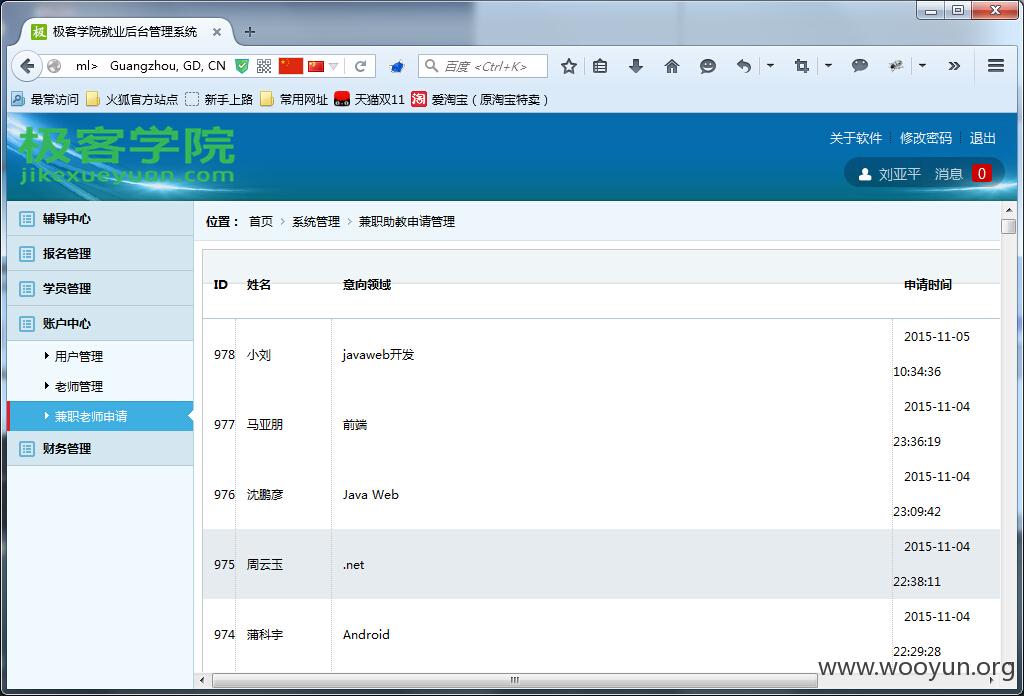 极客学院就业后台管理系统
ml> Guangzhou, GD, CN
百度 <Ctrl+K>
最常访问 火狐官方站点 新手上路 常用网址 天猫双11 爱淘宝（原淘宝特卖）
极客学院
jikexueyuan.com
关于软件 修改密码 退出
刘亚平 消息 0
辅导中心
报名管理
学员管理
账户中心
用户管理
老师管理
兼职老师申请
财务管理
位置： 首页 > 系统管理 > 兼职助教申请管理
ID 姓名 意向领域 申请时间
978 小刘 javaweb开发 2015-11-05 10:34:36
977 马亚朋 前端 2015-11-04 23:36:19
976 沈鹏彦 Java Web 2015-11-04 23:09:42
975 周云玉 .net 2015-11-04 22:38:11
974 蒲科宇 Android 2015-11-04 22:29:28
www.wooyun.org